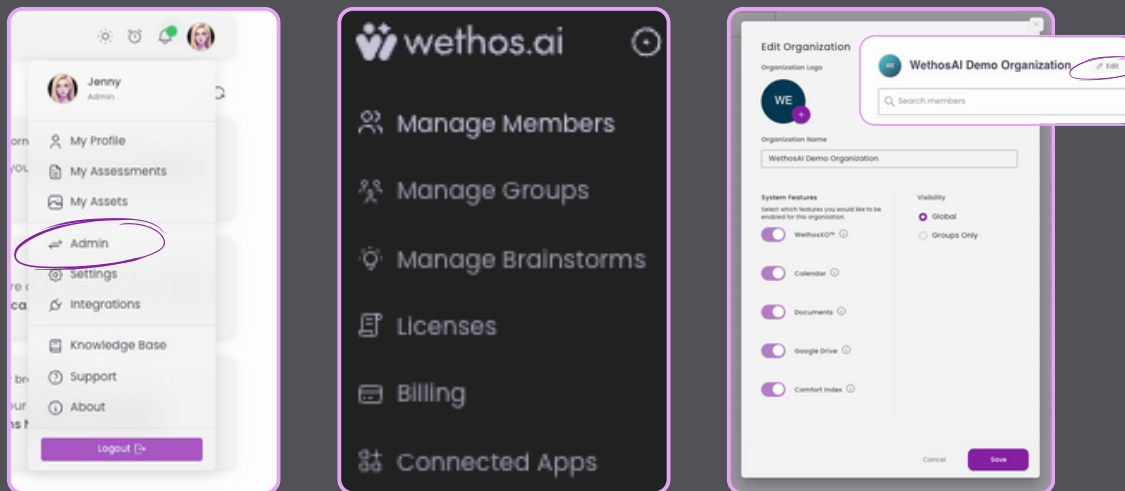 Jenny
Admin
My Profile
My Assessments
My Assets
Admin
Settings
Integrations
Knowledge Base
Support
About
Logout
wethos.ai
Manage Members
Manage Groups
Manage Brainstorms
Licenses
Billing
Connected Apps
Edit Organization
Organization Logo
WE
Organization Name
WethosAI Demo Organization
System Features
Select which features you would like to be
enabled for this organization.
WethosXO™
Calendar
Documents
Google Drive
Comfort Index
Visibility
Global
Groups Only
Cancel
Save
WE
WethosAI Demo Organization
Edit
Search members